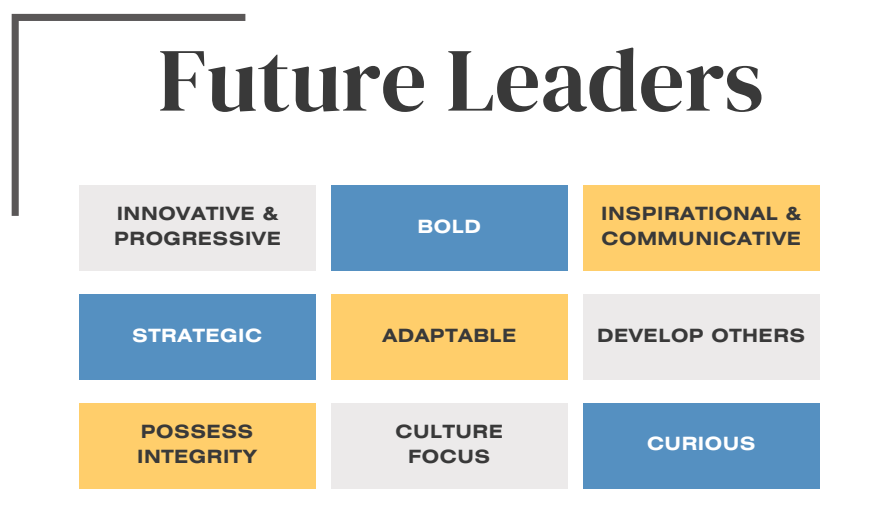 Future Leaders
INNOVATIVE &
PROGRESSIVE
BOLD
INSPIRATIONAL &
COMMUNICATIVE
STRATEGIC
ADAPTABLE
DEVELOP OTHERS
POSSESS
INTEGRITY
CULTURE
FOCUS
CURIOUS